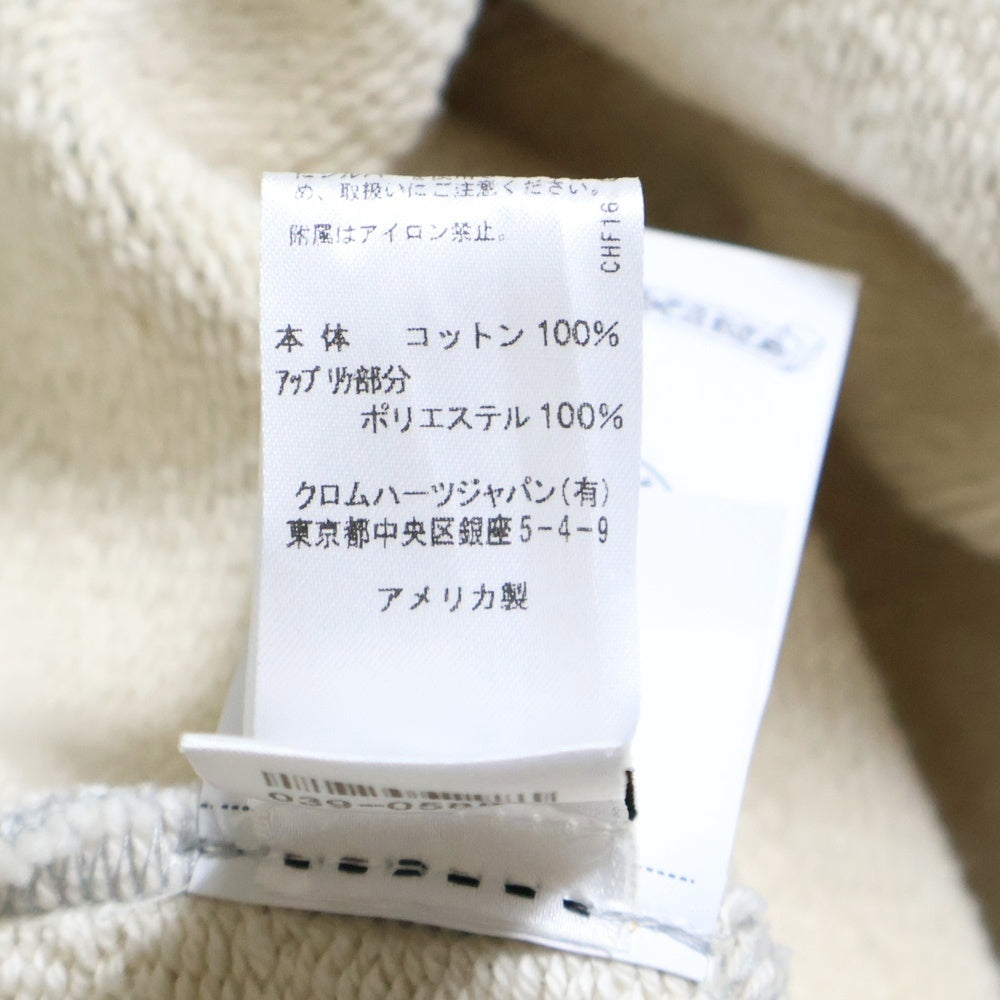 め、取扱いにご注意ください。
附属はアイロン禁止。
CHF16
本 体 コットン 100%
アップリケ部分
ポリエステル 100%
クロムハーツジャパン(有)
東京都中央区銀座5-4-9
アメリカ製